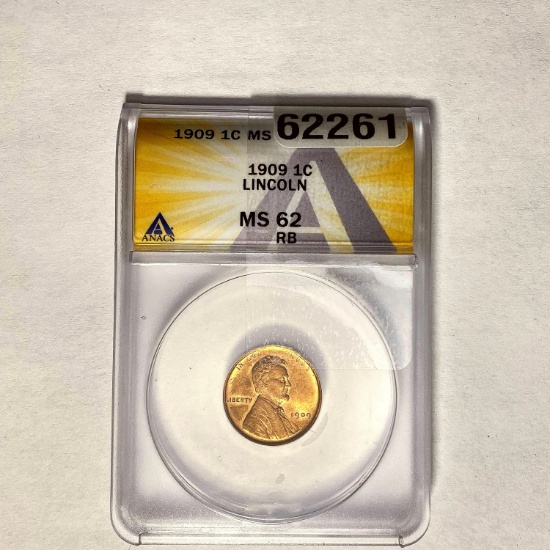 1909 1C MS
62261
1909 1C
LINCOLN
MS 62
RB
ANACS
LIBERTY
1909